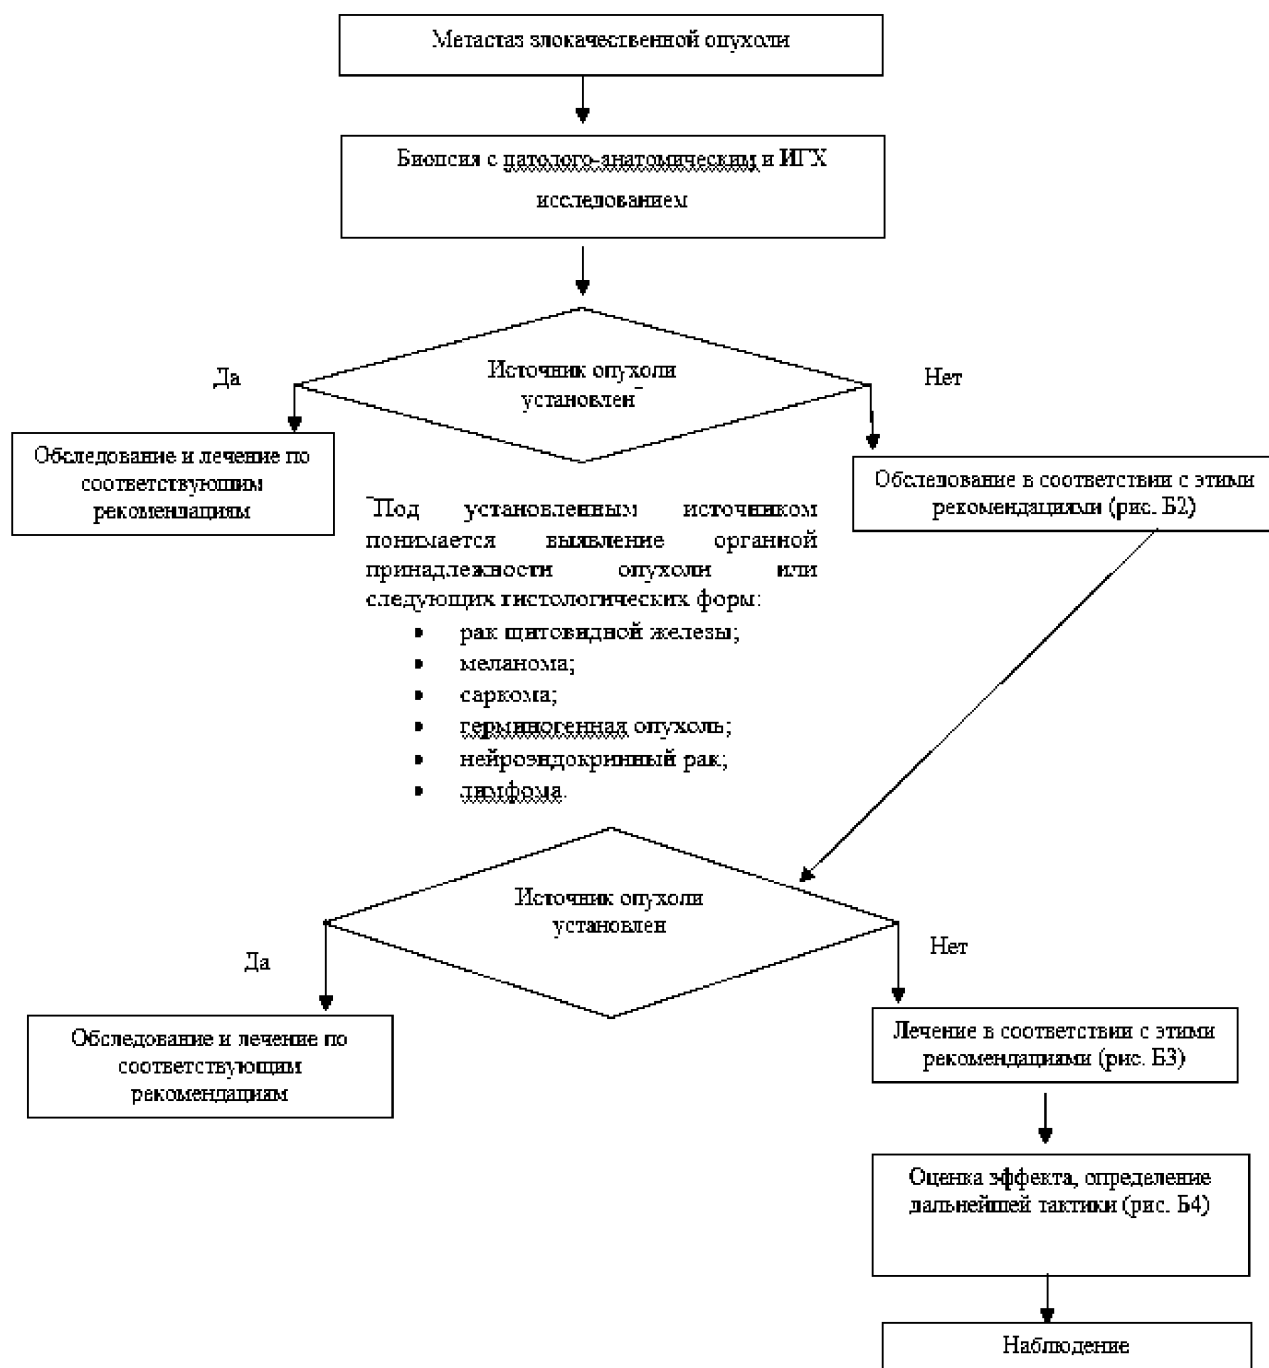 Метастаз злокачественной опухоли
Биопсия с патолого-анатомическим и ИГХ
исследованием
Источник опухоли
установлен
Да
Нет
Обследование и лечение по
соответствующим
рекомендациям
Обследование в соответствии с этими
рекомендациями (рис. Б2)
Под установленным источником
понимается выявление органной
принадлежности опухоли или
следующих гистологических форм:
• рак щитовидной железы;
• меланома;
• саркома;
• герминогенная опухоль;
• нейроэндокринный рак;
• лимфома.
Источник опухоли
установлен
Да
Нет
Обследование и лечение по
соответствующим
рекомендациям
Лечение в соответствии с этими
рекомендациями (рис. Б3)
Оценка эффекта, определение
дальнейшей тактики (рис. Б4)
Наблюдение